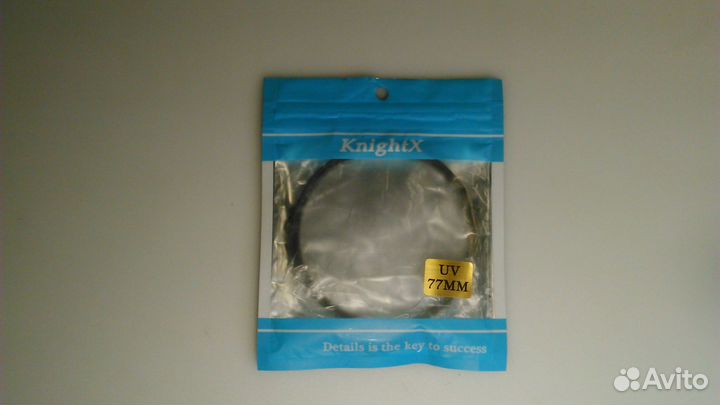 KnightX
UV
77MM
Details is the key to success
Avito